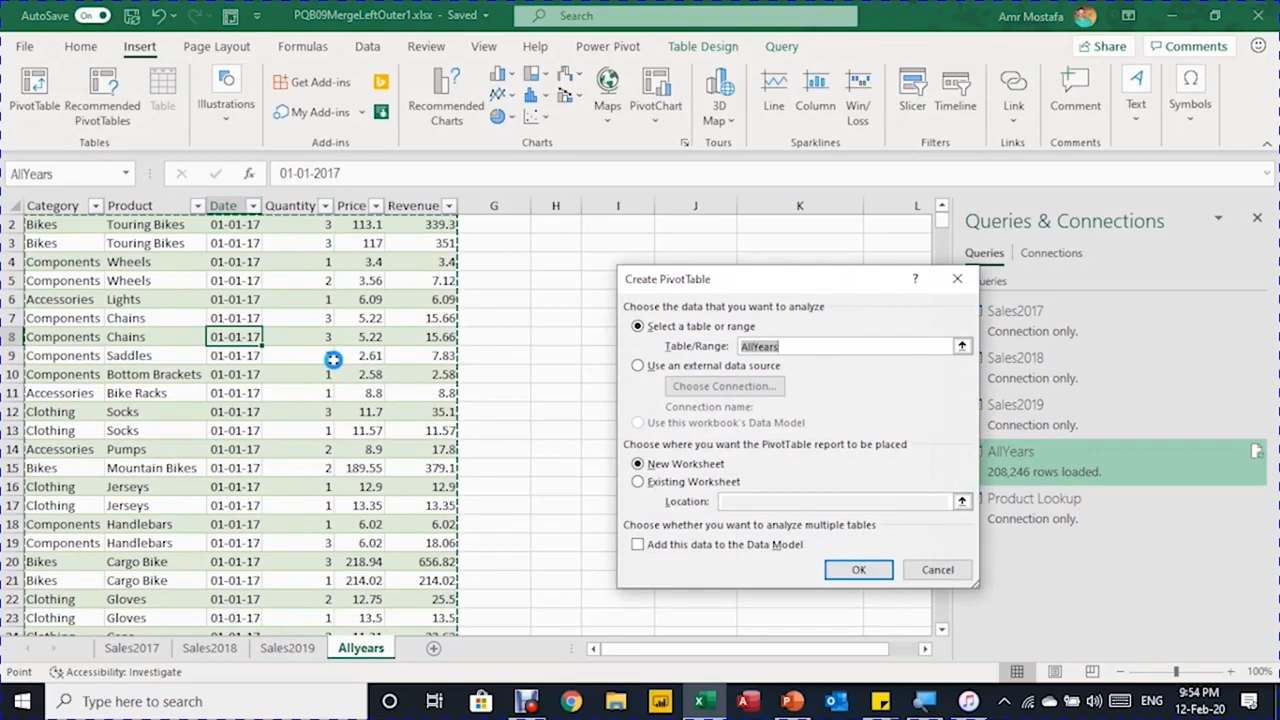 AutoSave On PQB09MergeLeftOuter1.xlsx - Saved Search Amr Mostafa
File Home Insert Page Layout Formulas Data Review View Help Power Pivot Table Design Query Share Comments
PivotTable Recommended PivotTables Table Illustrations Get Add-ins My Add-ins Recommended Charts Maps PivotChart 3D Map Line Column Win/Loss Slicer Timeline Link Comment Text Symbols
Tables Add-ins Charts Tours Sparklines Filters Links Comments
AllYears fx 01-01-2017
Category Product Date Quantity Price Revenue G H I J K L
2 Bikes Touring Bikes 01-01-17 3 113.1 339.3
3 Bikes Touring Bikes 01-01-17 3 117 351
4 Components Wheels 01-01-17 1 3.4 3.4
5 Components Wheels 01-01-17 2 3.56 7.12
6 Accessories Lights 01-01-17 1 6.09 6.09
7 Components Chains 01-01-17 3 5.22 15.66
8 Components Chains 01-01-17 3 5.22 15.66
9 Components Saddles 01-01-17 2.61 7.83
10 Components Bottom Brackets 01-01-17 1 2.58 2.58
11 Accessories Bike Racks 01-01-17 1 8.8 8.8
12 Clothing Socks 01-01-17 3 11.7 35.1
13 Clothing Socks 01-01-17 1 11.57 11.57
14 Accessories Pumps 01-01-17 2 8.9 17.8
15 Bikes Mountain Bikes 01-01-17 2 189.55 379.1
16 Clothing Jerseys 01-01-17 1 12.9 12.9
17 Clothing Jerseys 01-01-17 1 13.35 13.35
18 Components Handlebars 01-01-17 1 6.02 6.02
19 Components Handlebars 01-01-17 3 6.02 18.06
20 Bikes Cargo Bike 01-01-17 3 218.94 656.82
21 Bikes Cargo Bike 01-01-17 1 214.02 214.02
22 Clothing Gloves 01-01-17 2 12.75 25.5
23 Clothing Gloves 01-01-17 1 13.5 13.5
Create PivotTable ?
Choose the data that you want to analyze
Select a table or range
Table/Range: AllYears
Use an external data source
Choose Connection...
Connection name:
Use this workbook's Data Model
Choose where you want the PivotTable report to be placed
New Worksheet
Existing Worksheet
Location:
Choose whether you want to analyze multiple tables
Add this data to the Data Model
OK Cancel
Queries & Connections
Queries Connections
ueries
Sales2017
Connection only.
Sales2018
Connection only.
Sales2019
Connection only.
AllYears
208,246 rows loaded.
Product Lookup
Connection only.
Sales2017 Sales2018 Sales2019 Allyears
Point Accessibility: Investigate 100%
Type here to search ENG 9:54 PM
12-Feb-20